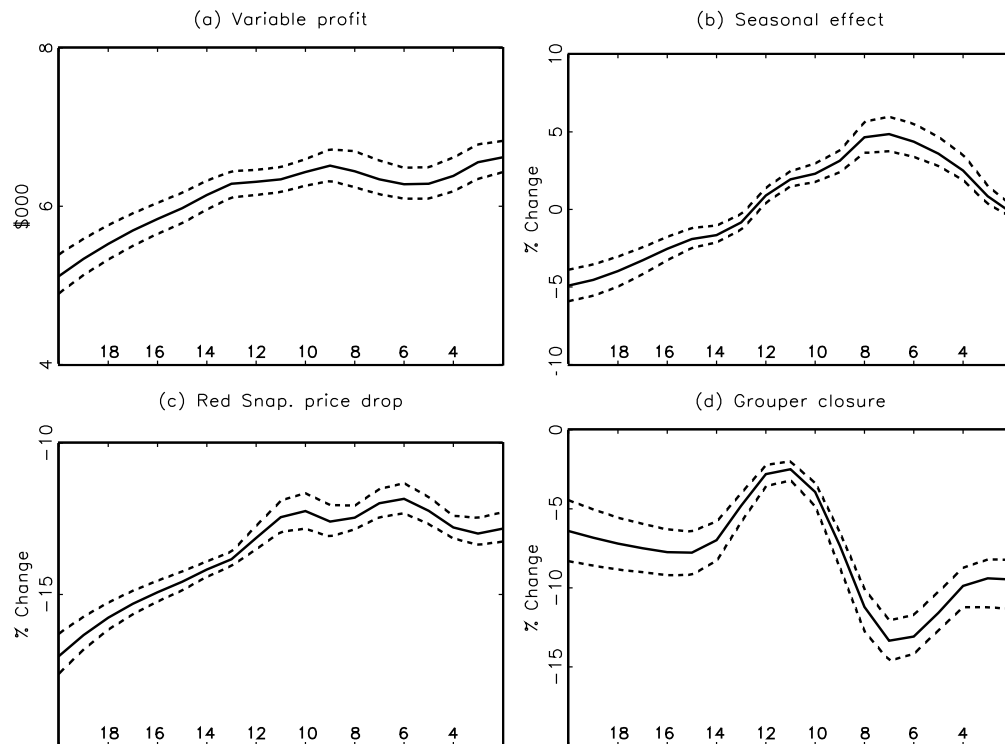 (a) Variable profit
8
6
4
$000
18 16 14 12 10 8 6 4
(b) Seasonal effect
10
5
0
-5
-10
% Change
18 16 14 12 10 8 6 4
(c) Red Snap. price drop
-10
-15
% Change
18 16 14 12 10 8 6 4
(d) Grouper closure
0
-5
-10
-15
% Change
18 16 14 12 10 8 6 4